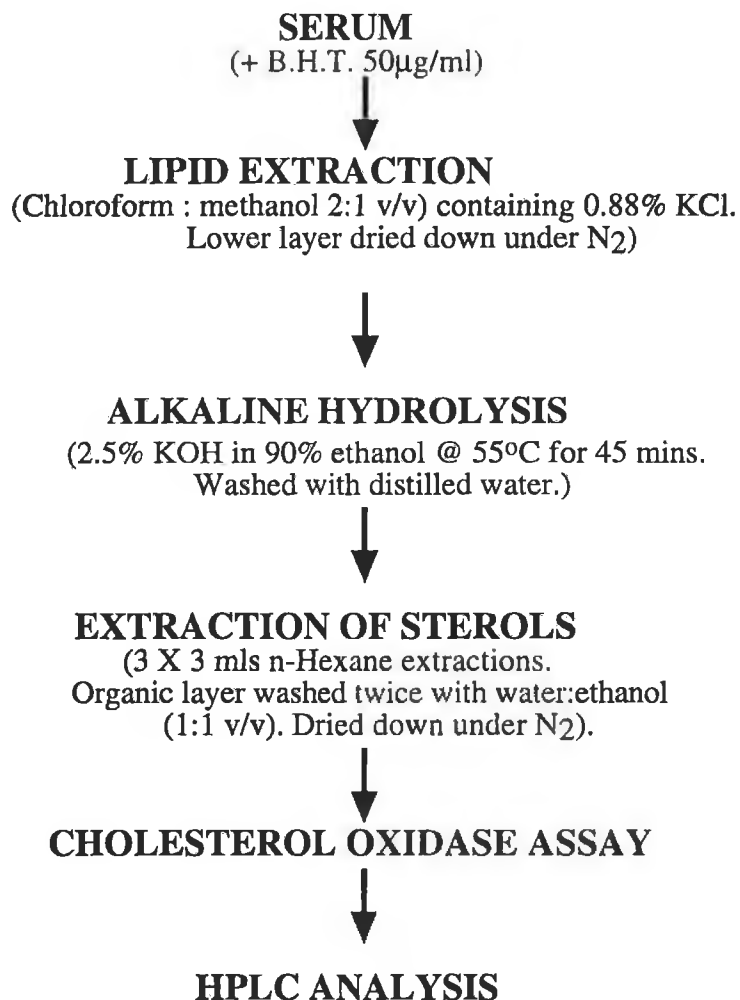 SERUM
(+ B.H.T. 50µg/ml)
LIPID EXTRACTION
(Chloroform : methanol 2:1 v/v) containing 0.88% KCl.
Lower layer dried down under N2)
ALKALINE HYDROLYSIS
(2.5% KOH in 90% ethanol @ 55°C for 45 mins.
Washed with distilled water.)
EXTRACTION OF STEROLS
(3 X 3 mls n-Hexane extractions.
Organic layer washed twice with water:ethanol
(1:1 v/v). Dried down under N2).
CHOLESTEROL OXIDASE ASSAY
HPLC ANALYSIS